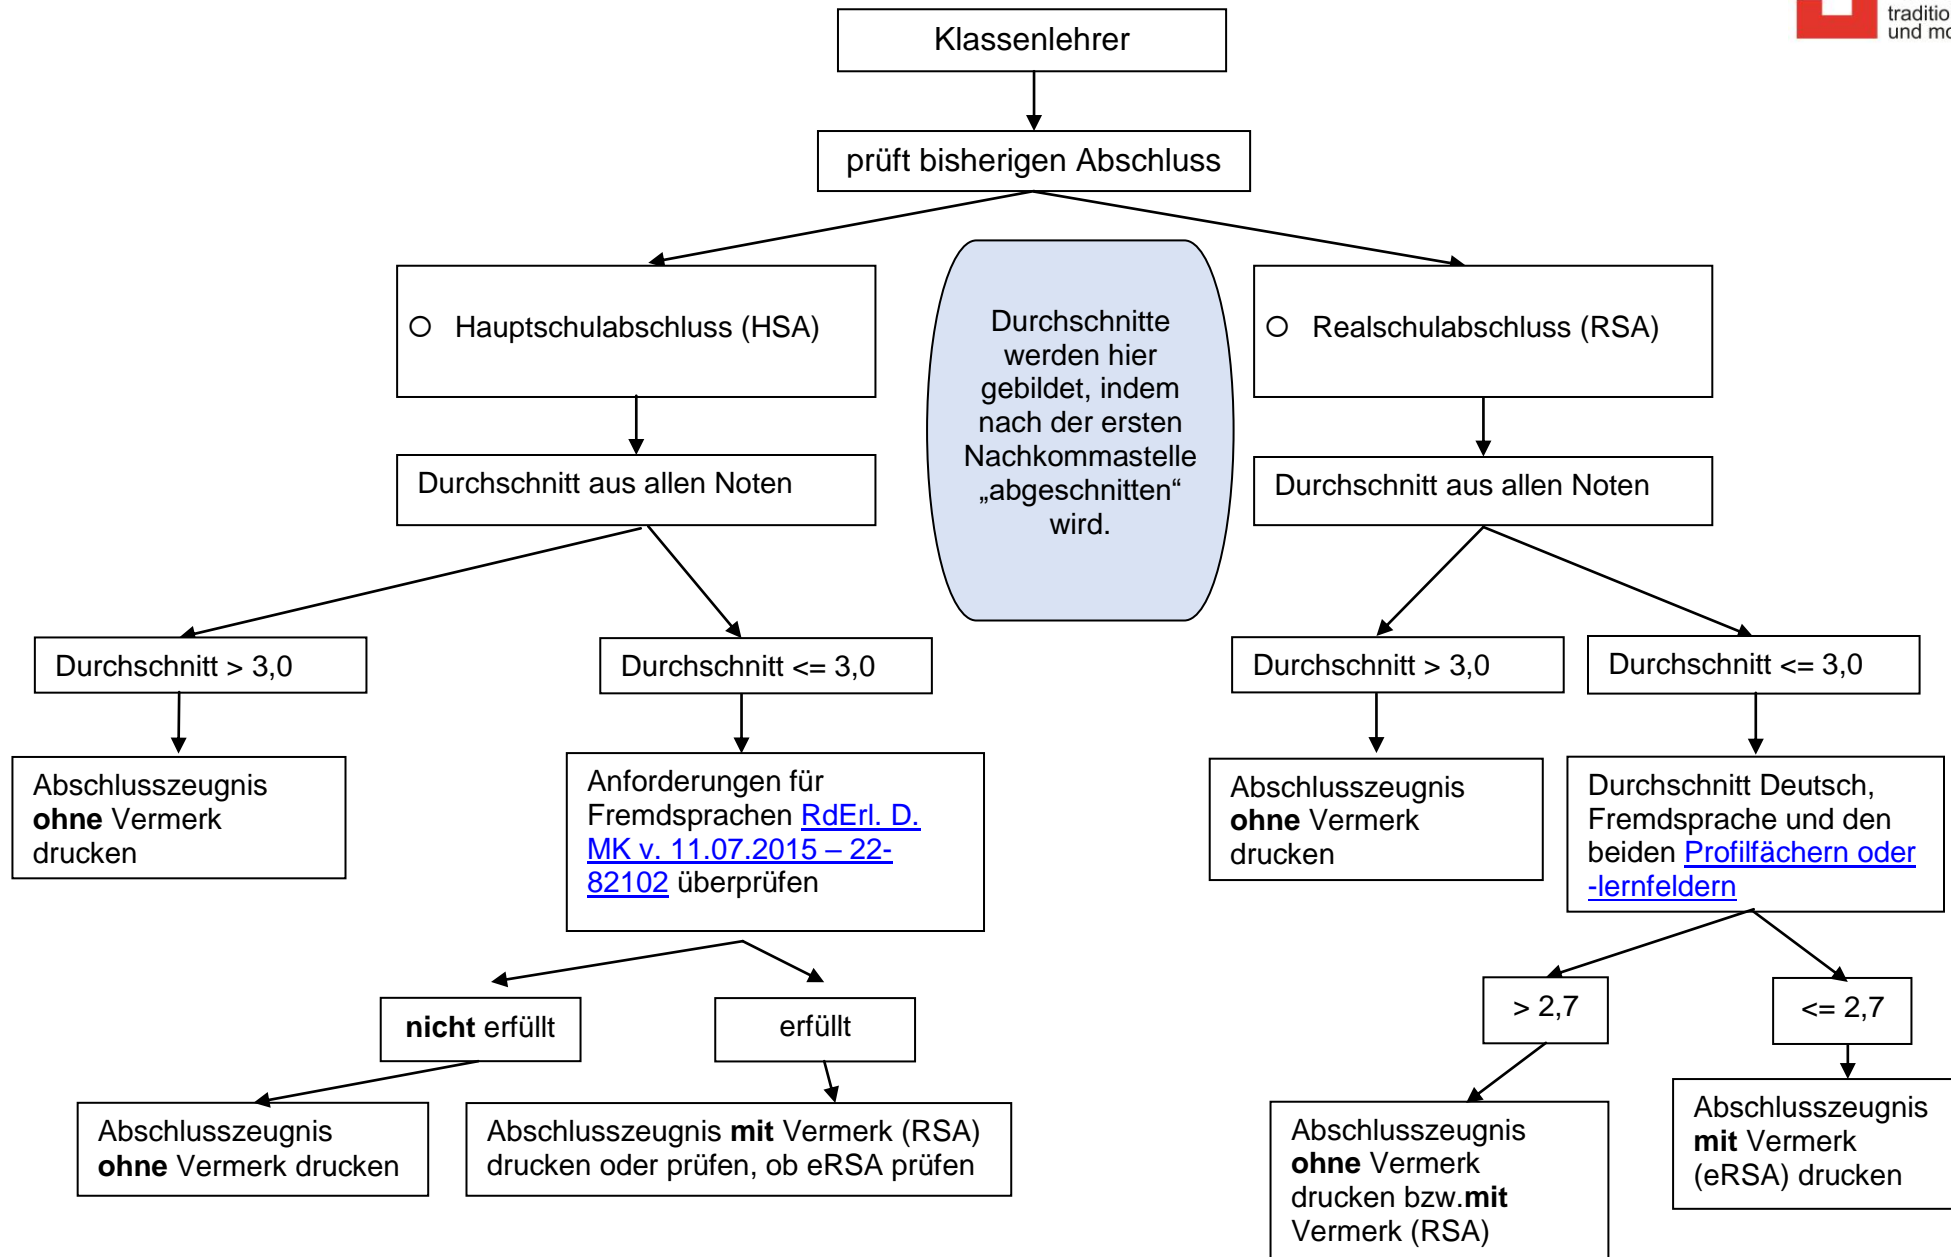 traditio
und mo
Klassenlehrer
prüft bisherigen Abschluss
Hauptschulabschluss (HSA)
Durchschnitte
werden hier
gebildet, indem
nach der ersten
Nachkommastelle
„abgeschnitten“
wird.
Realschulabschluss (RSA)
Durchschnitt aus allen Noten
Durchschnitt aus allen Noten
Durchschnitt > 3,0
Durchschnitt <= 3,0
Durchschnitt > 3,0
Durchschnitt <= 3,0
Abschlusszeugnis
ohne Vermerk
drucken
Anforderungen für
Fremdsprachen RdErl. D.
MK v. 11.07.2015 – 22-
82102 überprüfen
Abschlusszeugnis
ohne Vermerk
drucken
Durchschnitt Deutsch,
Fremdsprache und den
beiden Profilfächern oder
-lernfeldern
nicht erfüllt
erfüllt
> 2,7
<= 2,7
Abschlusszeugnis
ohne Vermerk drucken
Abschlusszeugnis mit Vermerk (RSA)
drucken oder prüfen, ob eRSA prüfen
Abschlusszeugnis
ohne Vermerk
drucken bzw.mit
Vermerk (RSA)
Abschlusszeugnis
mit Vermerk
(eRSA) drucken